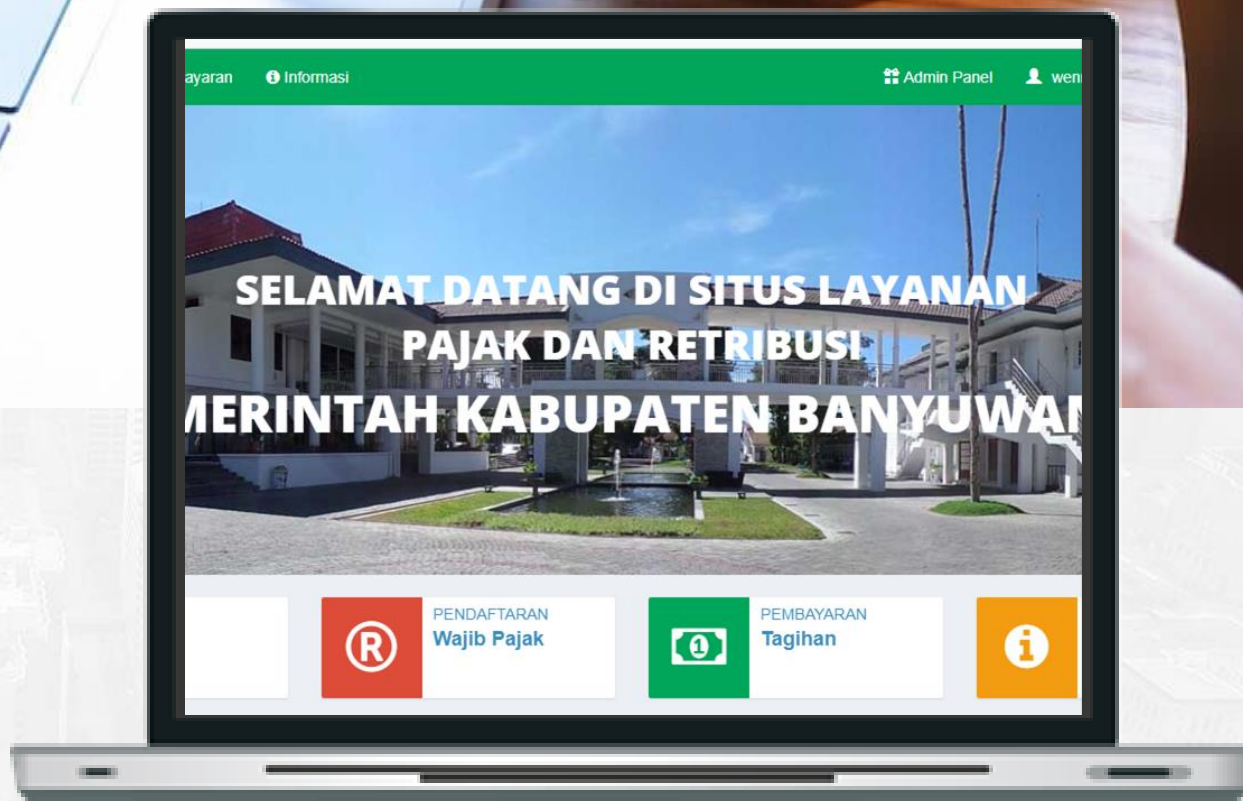 ayaran Informasi Admin Panel wen
SELAMAT DATANG DI SITUS LAYANAN
PAJAK DAN RETRIBUSI
MERINTAH KABUPATEN BANYUWAN
PENDAFTARAN
Wajib Pajak
PEMBAYARAN
Tagihan